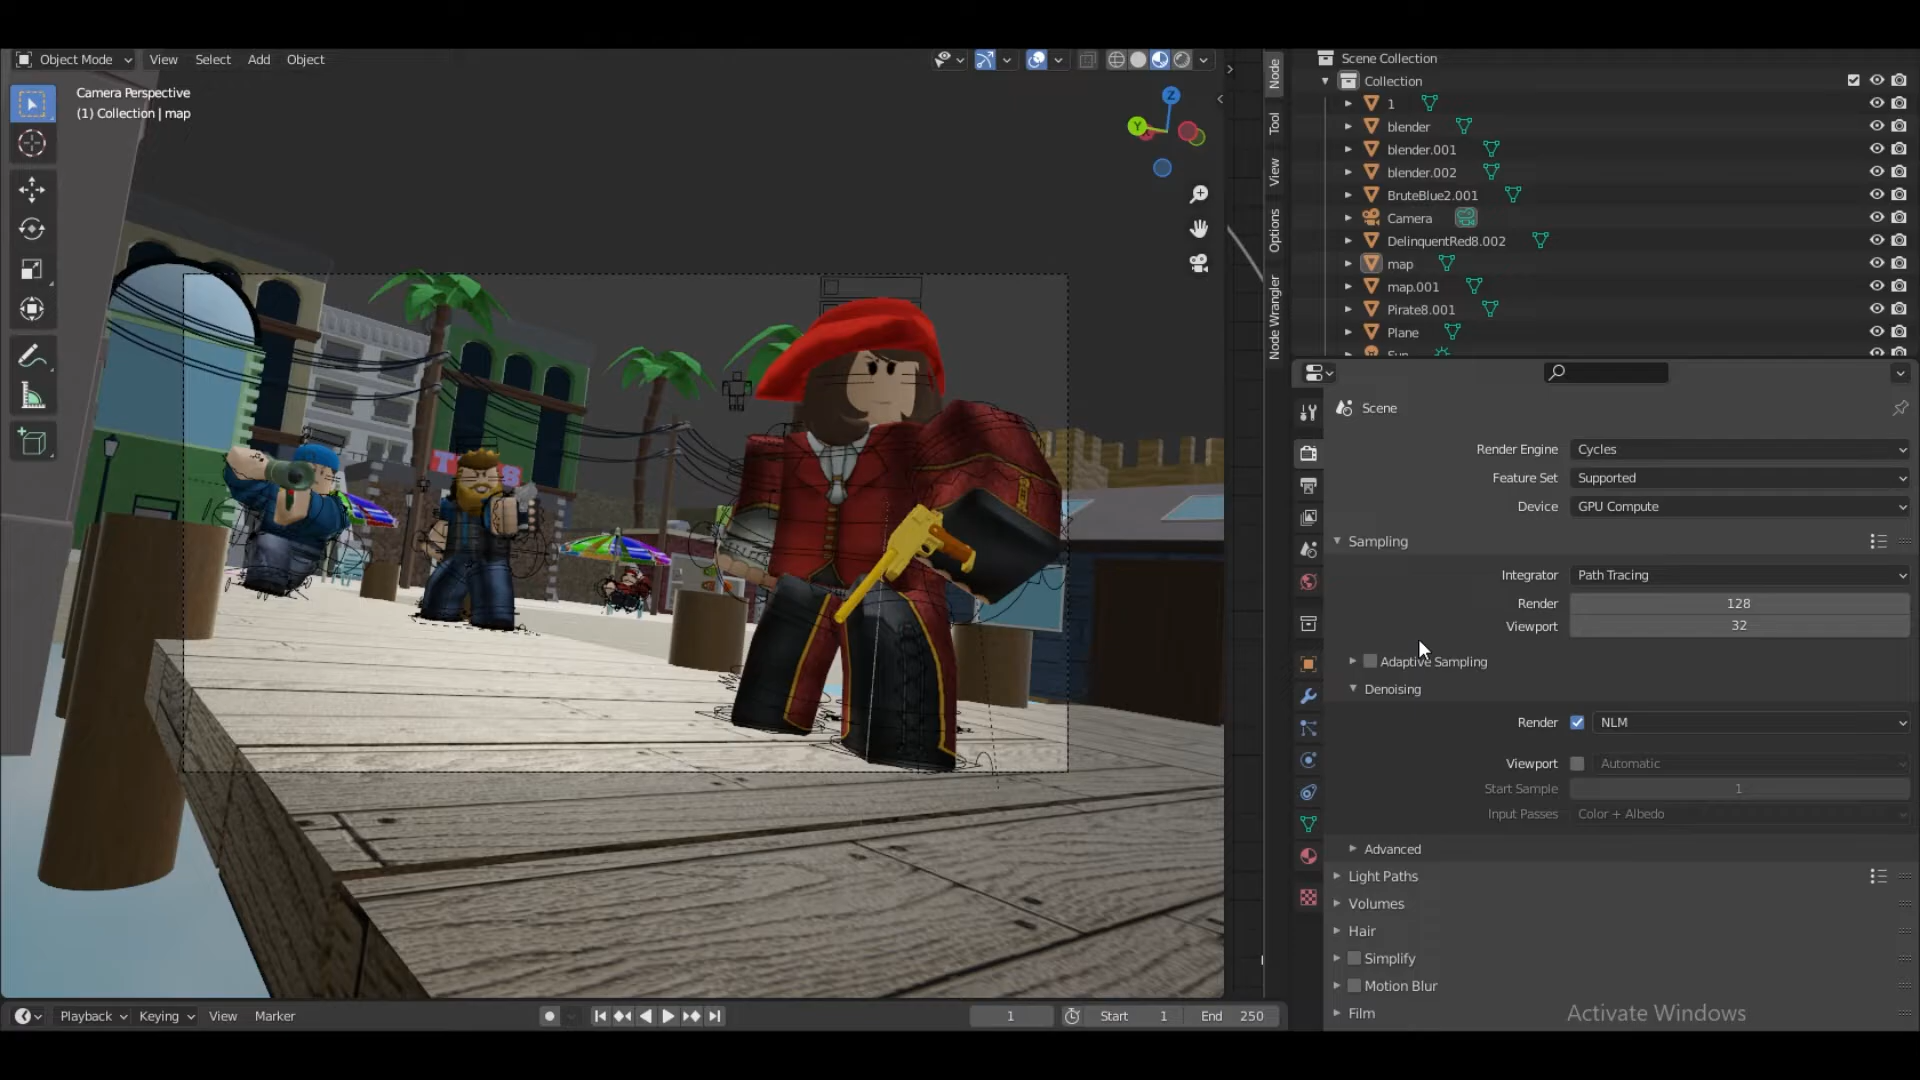 Object Mode View Select Add Object
Camera Perspective
(1) Collection | map
Z
Y
Node
Tool
View
Options
Node Wrangler
Scene Collection
Collection
1
blender
blender.001
blender.002
BruteBlue2.001
Camera
DelinquentRed8.002
map
map.001
Pirate8.001
Plane
Sun
Scene
Render Engine Cycles
Feature Set Supported
Device GPU Compute
Sampling
Integrator Path Tracing
Render 128
Viewport 32
Adaptive Sampling
Denoising
Render NLM
Viewport Automatic
Start Sample 1
Input Passes Color + Albedo
Advanced
Light Paths
Volumes
Hair
Simplify
Motion Blur
Film
Activate Windows
Playback Keying View Marker 1 Start 1 End 250